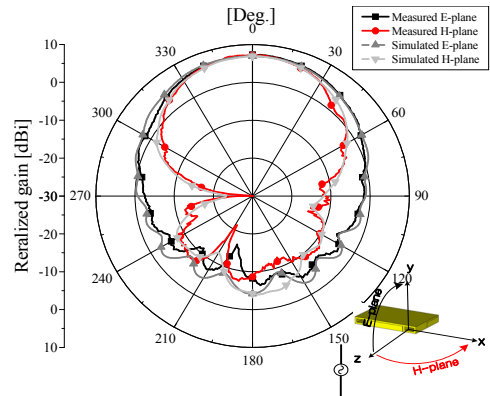 [Deg.]
Measured E-plane
Measured H-plane
Simulated E-plane
Simulated H-plane
0
30
60
90
120
150
180
210
240
270
300
330
Reralized gain [dBi]
10
0
-10
-20
-30
-20
-10
0
10
y
E-plane
x
z
H-plane